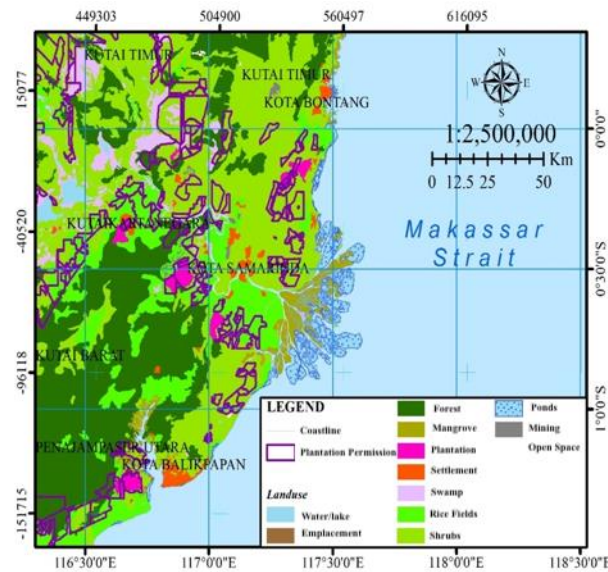 449303 504900 560497 616095
KUTAI TIMUR
KUTAI TIMUR
KOTA BONTANG
N
W E
S
1:2,500,000
Km
0 12.5 25 50
15077
0°0'0"
KUTAI KARTANEGARA
Makassar
Strait
-40520
KOTA SAMARINDA
0°30'0"S
KUTAI BARAT
-96118
1°0'0"S
PENAJAMPASER UTARA
KOTA BALIKPAPAN
-151715
LEGEND
Coastline
Plantation Permission
Landuse
Water/lake
Emplacement
Forest
Mangrove
Plantation
Settlement
Swamp
Rice Fields
Shrubs
Ponds
Mining
Open Space
116°30'0"E 117°0'0"E 117°30'0"E 118°0'0"E 118°30'0"E